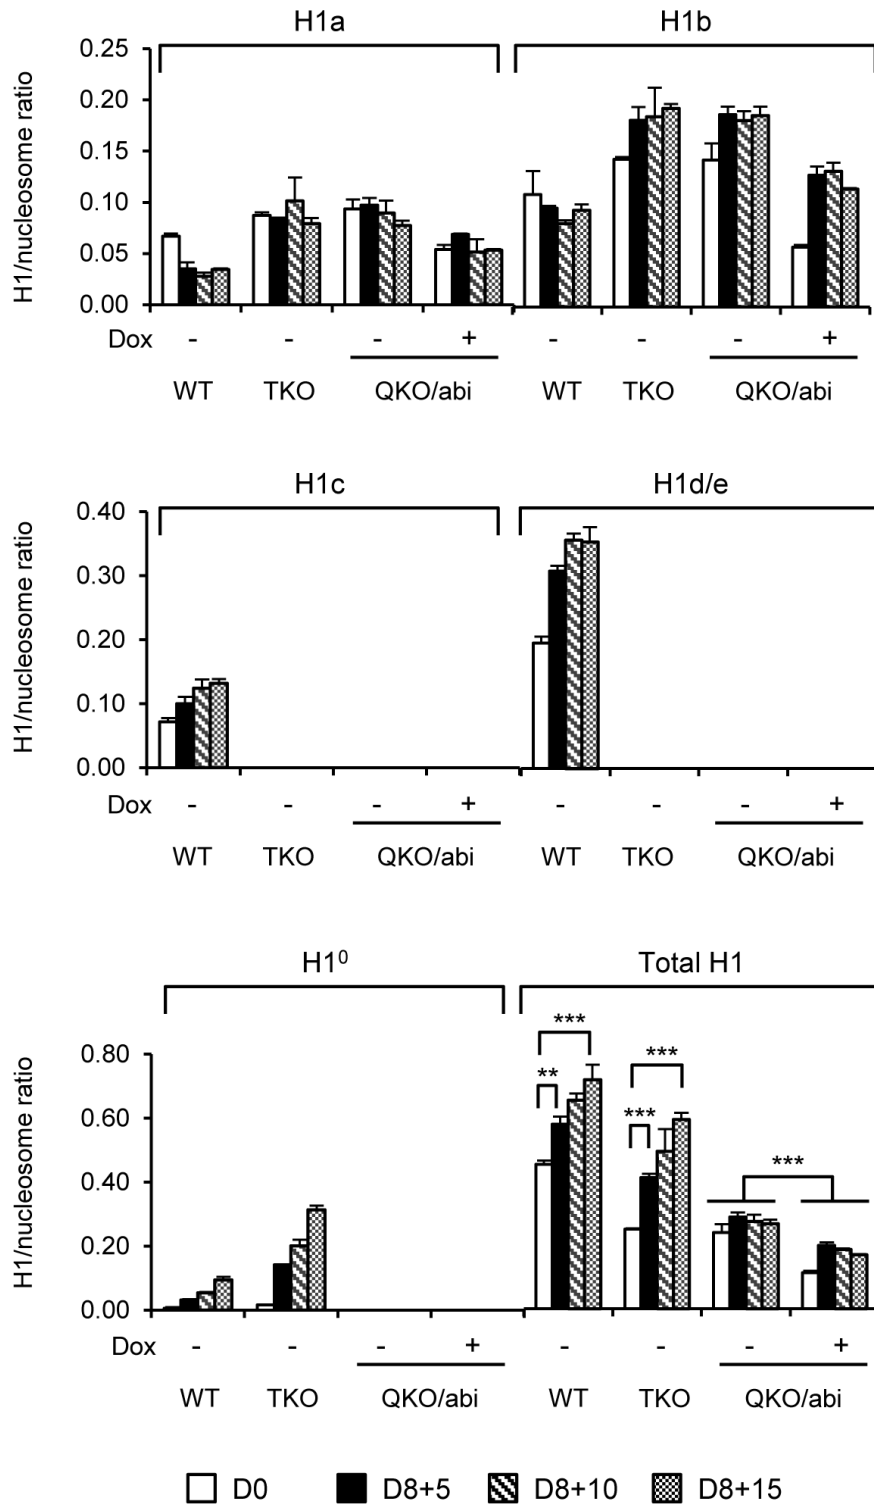 H1a H1b
H1/nucleosome ratio
0.25
0.20
0.15
0.10
0.05
0.00
Dox - - - + - - - +
WT TKO QKO/abi WT TKO QKO/abi
H1c H1d/e
H1/nucleosome ratio
0.40
0.30
0.20
0.10
0.00
Dox - - - + - - - +
WT TKO QKO/abi WT TKO QKO/abi
H1⁰ Total H1
H1/nucleosome ratio
0.80
0.60
0.40
0.20
0.00
*** ** *** *** ***
Dox - - - + - - - +
WT TKO QKO/abi WT TKO QKO/abi
D0 D8+5 D8+10 D8+15